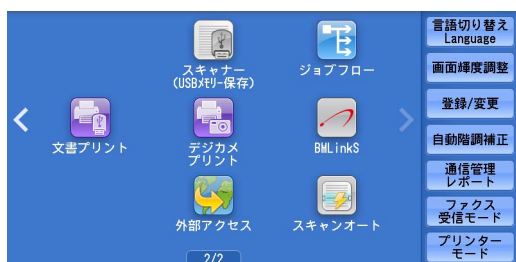 スキャナー
(USBﾒﾓﾘｰ保存)
ジョブフロー
文書プリント
デジカメ
プリント
BMLinkS
外部アクセス
スキャンオート
2/2
言語切り替え
Language
画面輝度調整
登録/変更
自動階調補正
通信管理
レポート
ファクス
受信モード
プリンター
モード